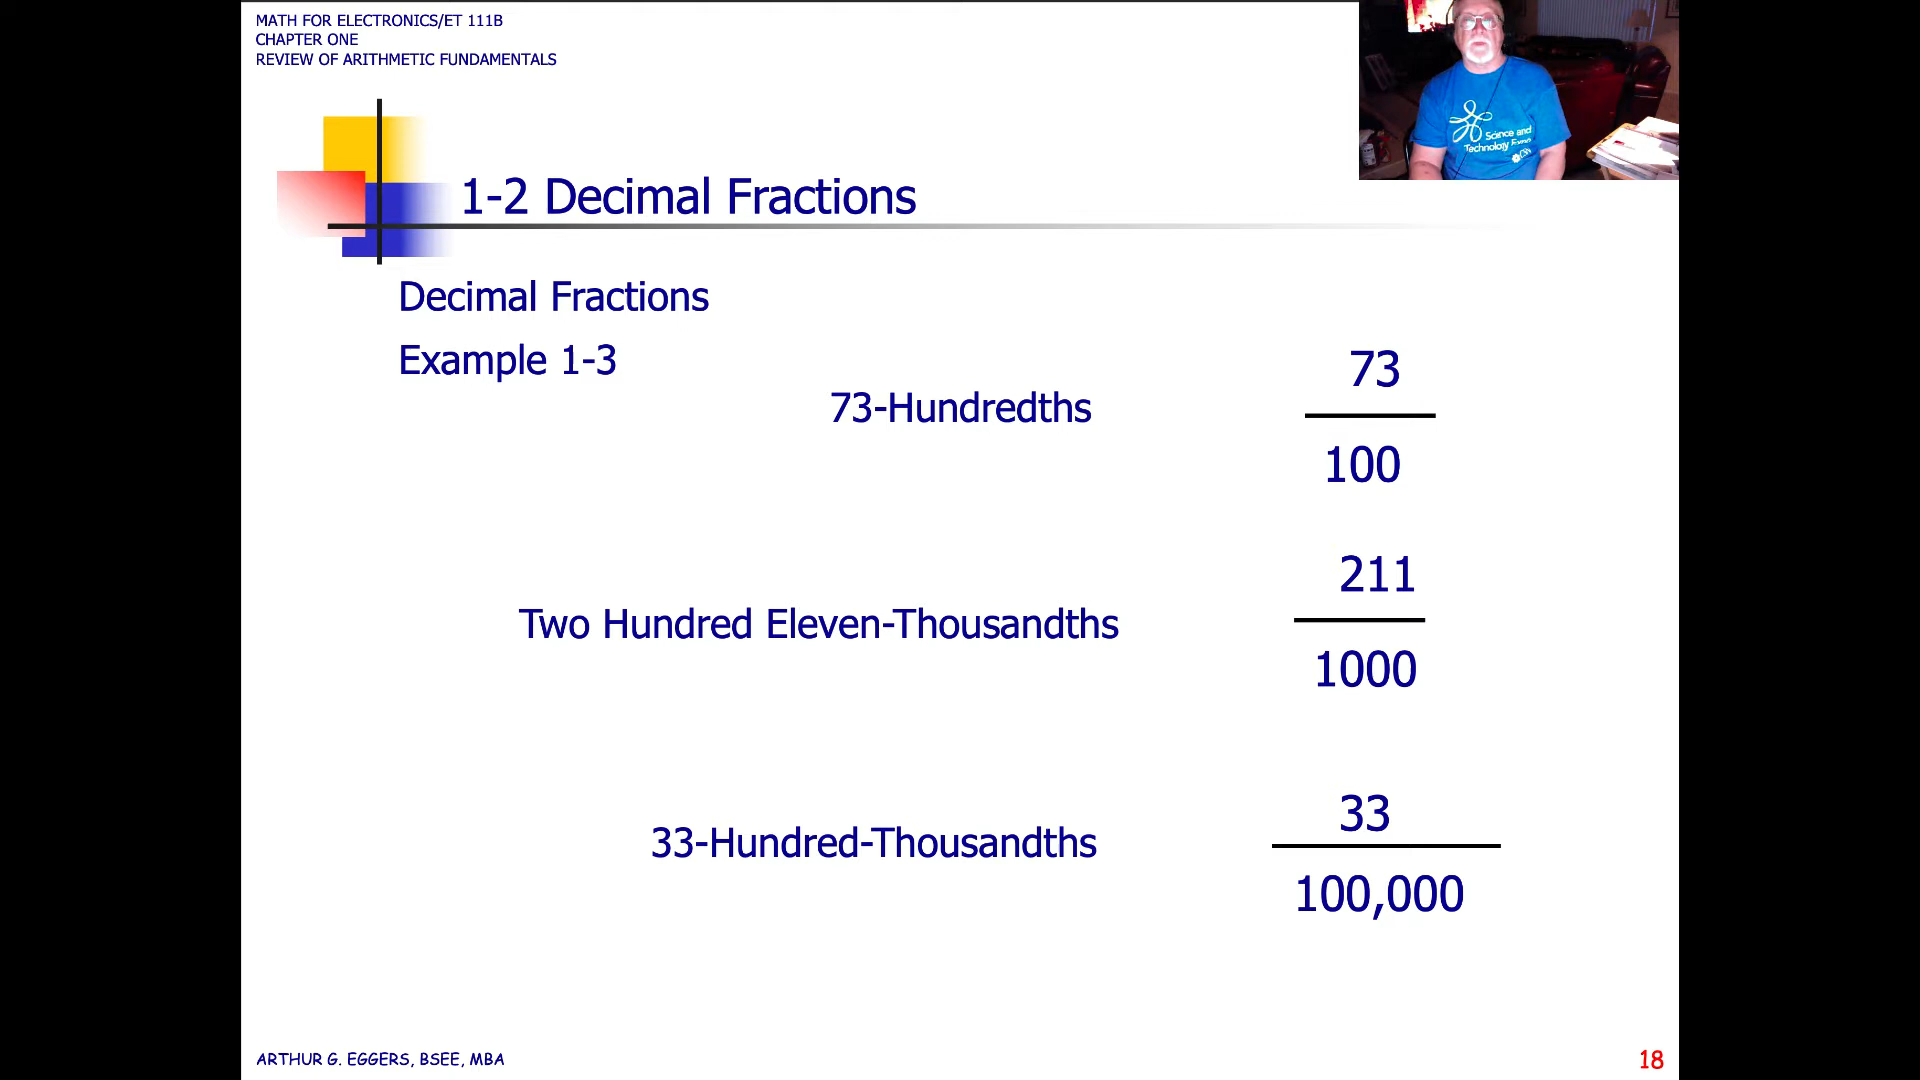 MATH FOR ELECTRONICS/ET 111B
CHAPTER ONE
REVIEW OF ARITHMETIC FUNDAMENTALS
Science and
Technology
1-2 Decimal Fractions
Decimal Fractions
Example 1-3
73-Hundredths
73
100
Two Hundred Eleven-Thousandths
211
1000
33-Hundred-Thousandths
33
100,000
ARTHUR G. EGGERS, BSEE, MBA
18